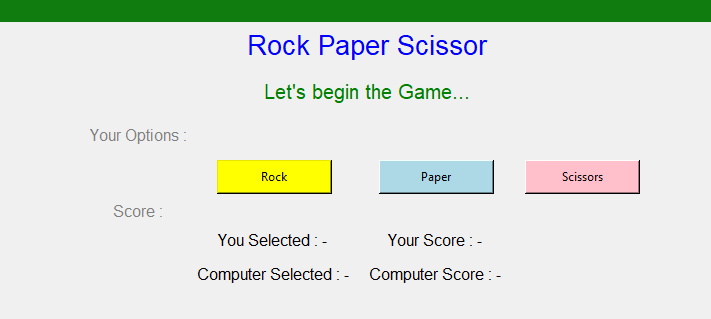 Rock Paper Scissor
Let's begin the Game...
Your Options :
Rock Paper Scissors
Score :
You Selected : - Your Score : -
Computer Selected : - Computer Score : -